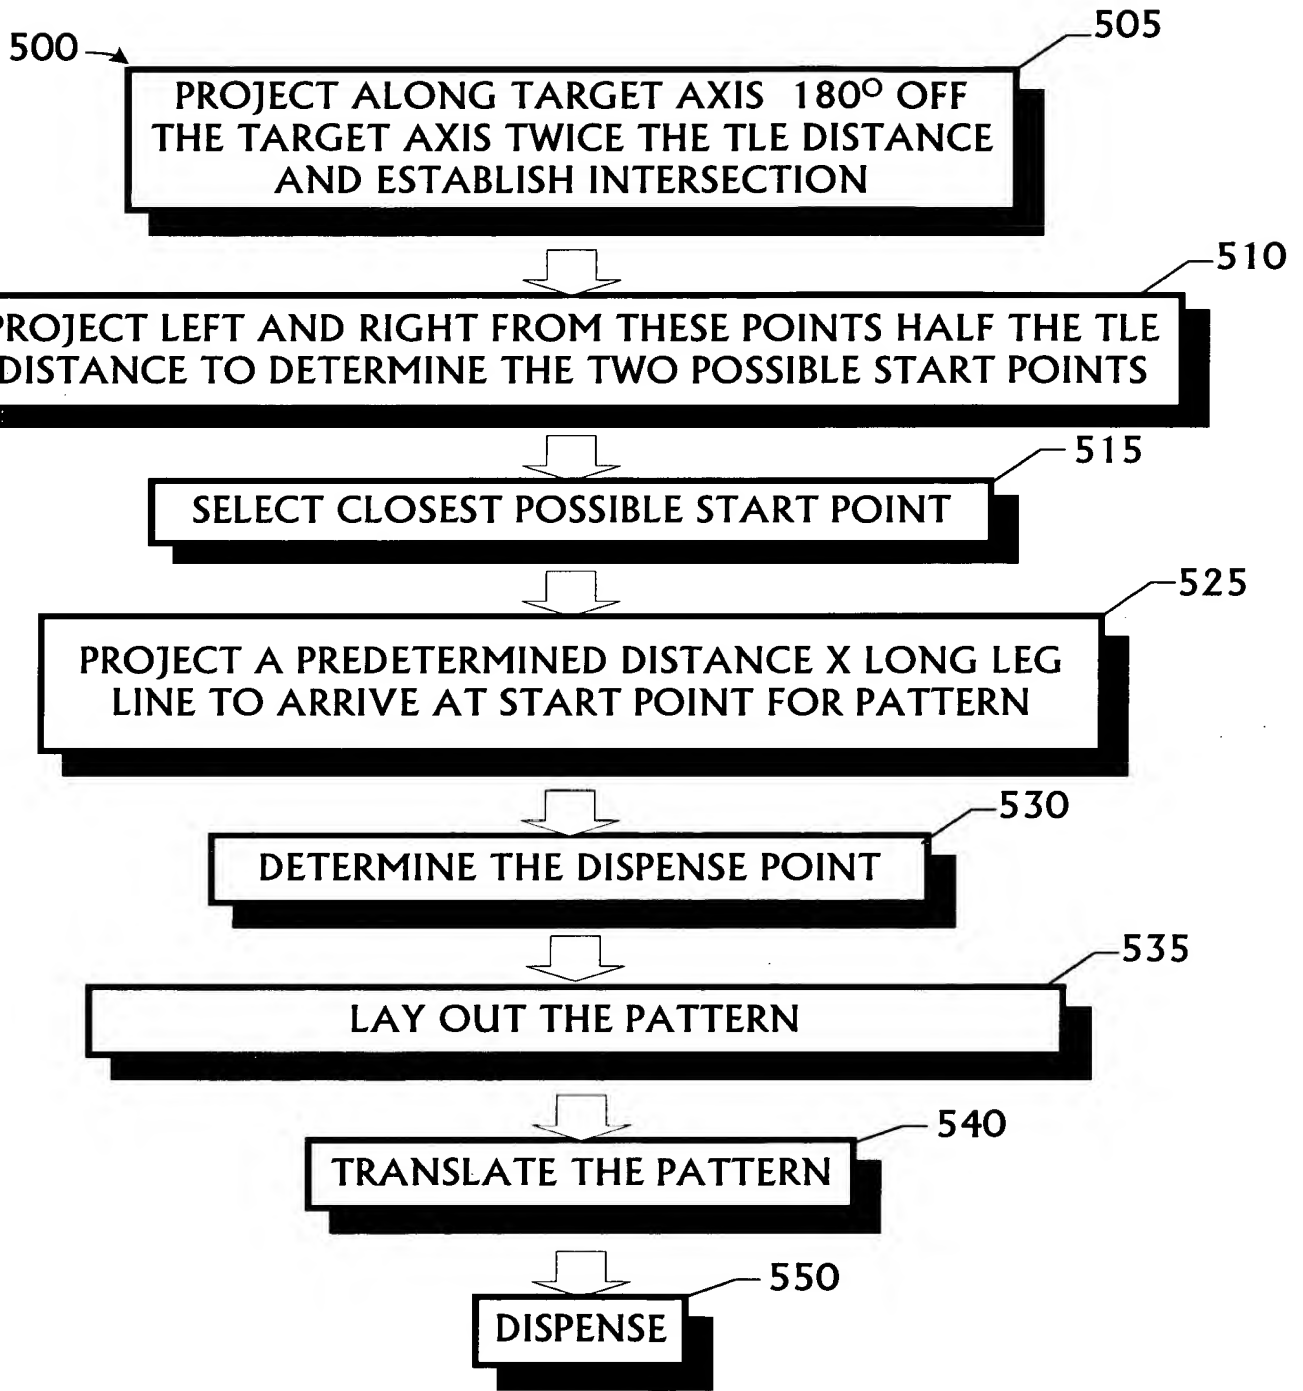 500
505
PROJECT ALONG TARGET AXIS 180° OFF
THE TARGET AXIS TWICE THE TLE DISTANCE
AND ESTABLISH INTERSECTION
510
PROJECT LEFT AND RIGHT FROM THESE POINTS HALF THE TLE
DISTANCE TO DETERMINE THE TWO POSSIBLE START POINTS
515
SELECT CLOSEST POSSIBLE START POINT
525
PROJECT A PREDETERMINED DISTANCE X LONG LEG
LINE TO ARRIVE AT START POINT FOR PATTERN
530
DETERMINE THE DISPENSE POINT
535
LAY OUT THE PATTERN
540
TRANSLATE THE PATTERN
550
DISPENSE